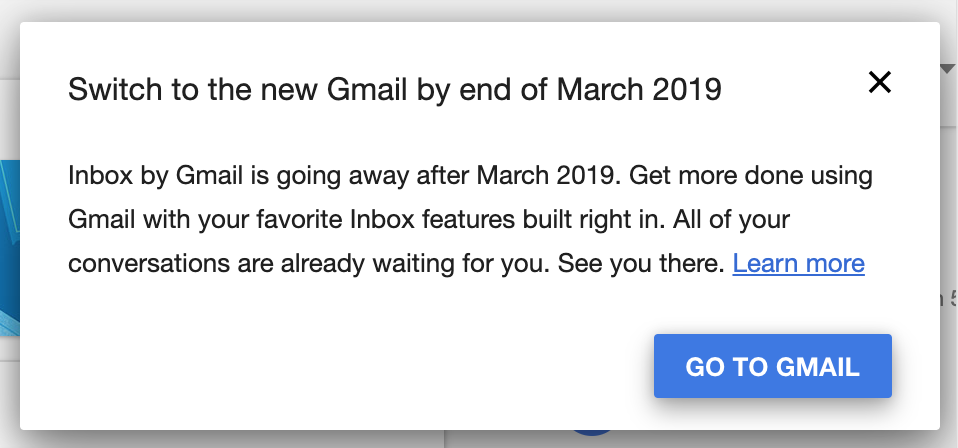 Switch to the new Gmail by end of March 2019
Inbox by Gmail is going away after March 2019. Get more done using
Gmail with your favorite Inbox features built right in. All of your
conversations are already waiting for you. See you there. Learn more
GO TO GMAIL